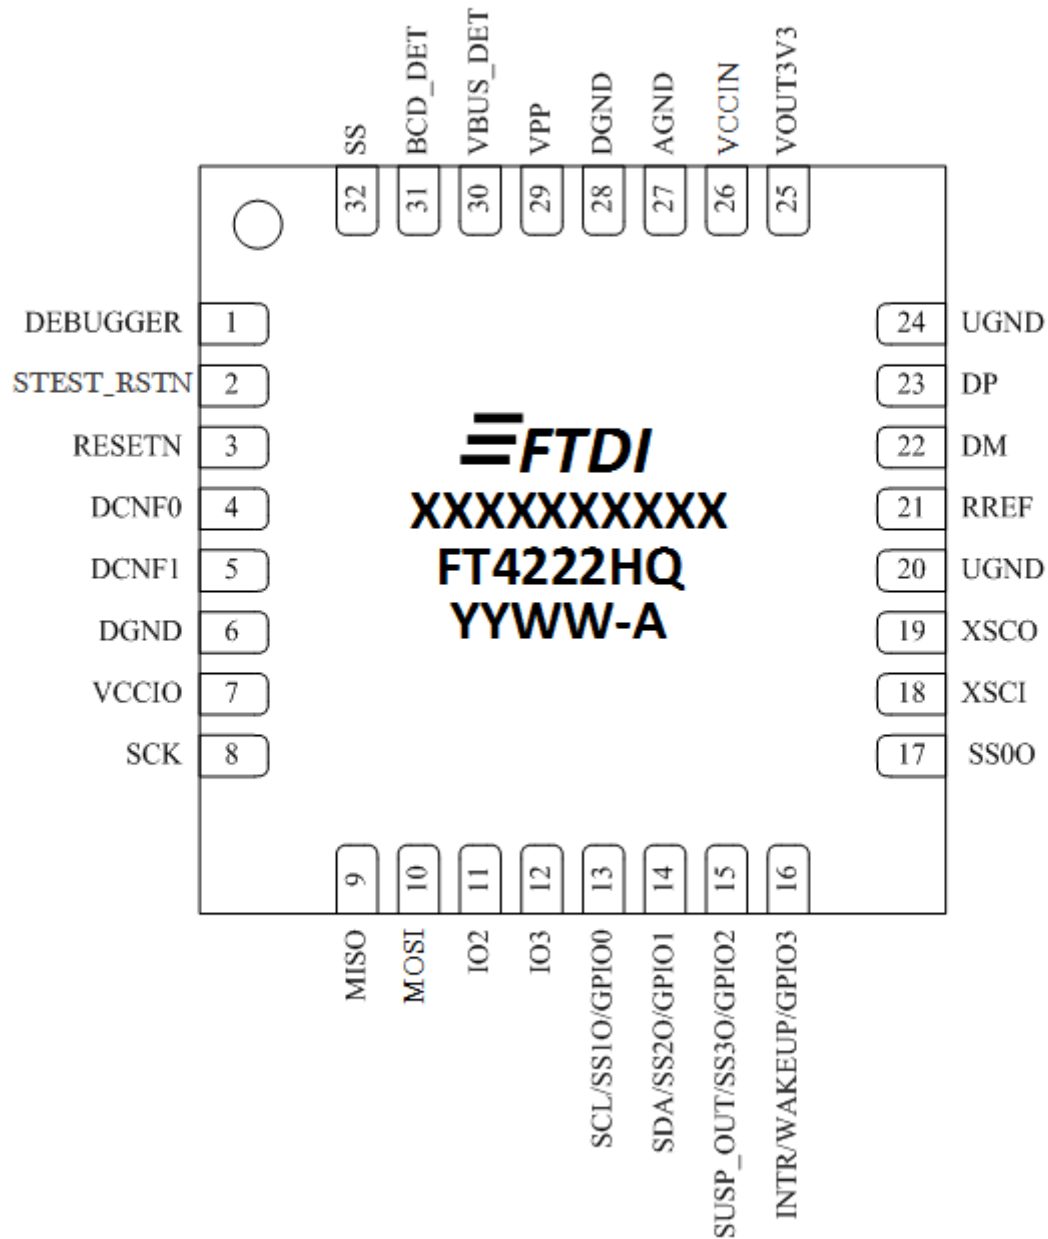 SS
BCD_DET
VBUS_DET
VPP
DGND
AGND
VCCIN
VOUT3V3
32
31
30
29
28
27
26
25
DEBUGGER 1
STEST_RSTN 2
RESETN 3
DCNF0 4
DCNF1 5
DGND 6
VCCIO 7
SCK 8
FTDI
XXXXXXXXXX
FT4222HQ
YYWW-A
24 UGND
23 DP
22 DM
21 RREF
20 UGND
19 XSCO
18 XSCI
17 SS0O
9
10
11
12
13
14
15
16
MISO
MOSI
IO2
IO3
SCL/SS1O/GPIO0
SDA/SS2O/GPIO1
SUSP_OUT/SS3O/GPIO2
INTR/WAKEUP/GPIO3